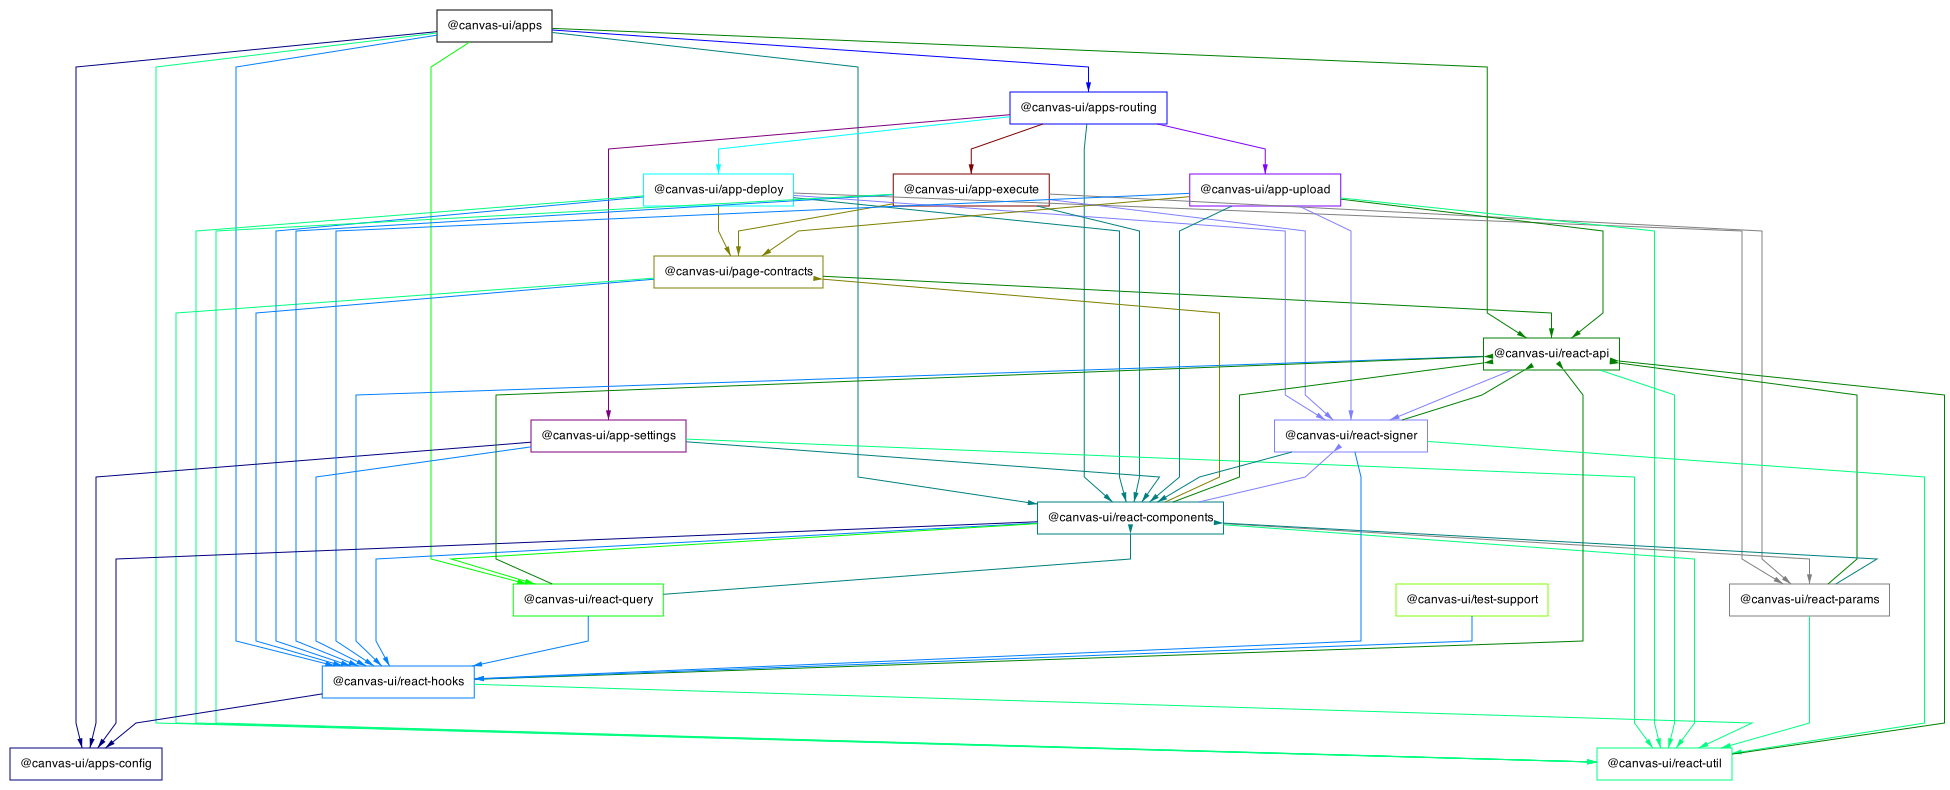 @canvas-ui/apps
@canvas-ui/apps-routing
@canvas-ui/app-deploy
@canvas-ui/app-execute
@canvas-ui/app-upload
@canvas-ui/page-contracts
@canvas-ui/react-api
@canvas-ui/app-settings
@canvas-ui/react-signer
@canvas-ui/react-components
@canvas-ui/react-query
@canvas-ui/test-support
@canvas-ui/react-params
@canvas-ui/react-hooks
@canvas-ui/apps-config
@canvas-ui/react-util